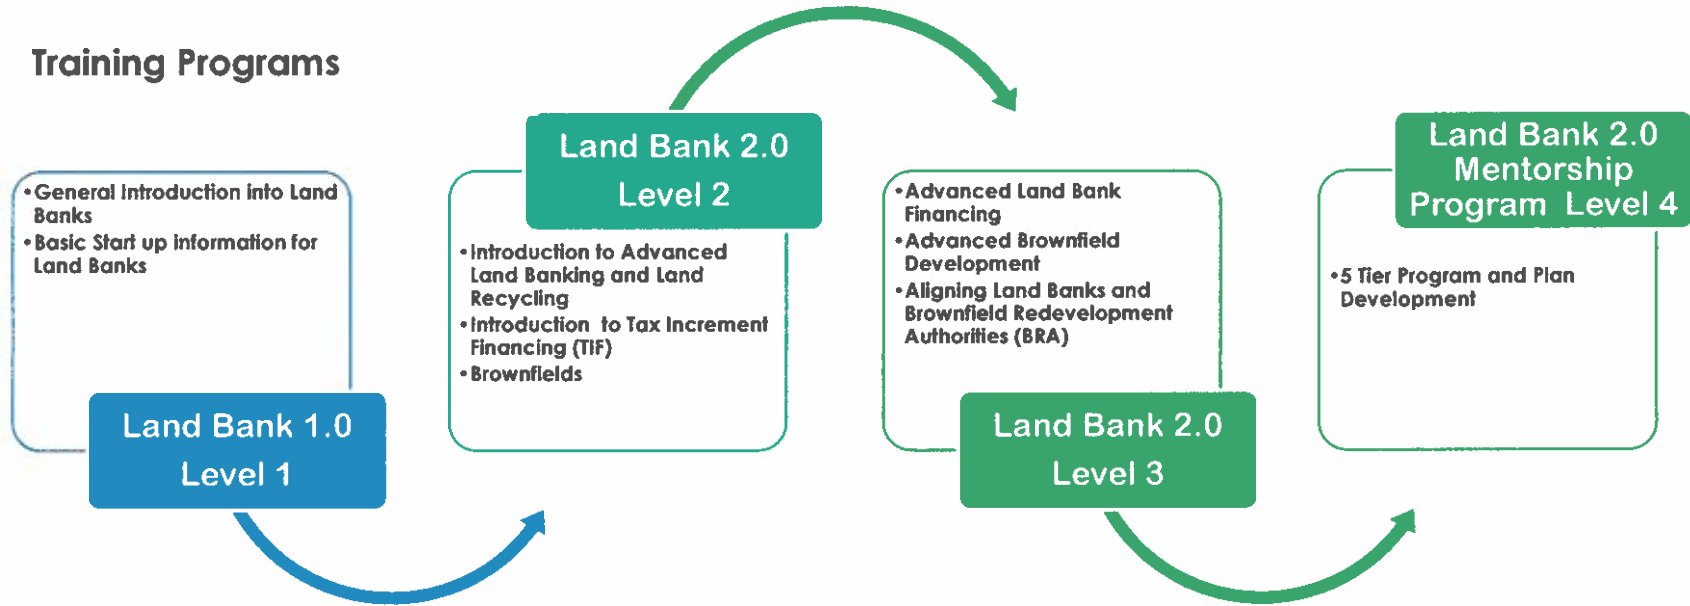 Training Programs
•General Introduction into Land
Banks
•Basic Start up information for
Land Banks
Land Bank 1.0
Level 1
Land Bank 2.0
Level 2
•Introduction to Advanced
Land Banking and Land
Recycling
•Introduction  to Tax Increment
Financing (TIF)
•Brownfields
•Advanced Land Bank
Financing
•Advanced Brownfield
Development
•Aligning Land Banks and
Brownfield Redevelopment
Authorities (BRA)
Land Bank 2.0
Level 3
Land Bank 2.0
Mentorship
Program  Level 4
•5 Tier Program and Plan
Development